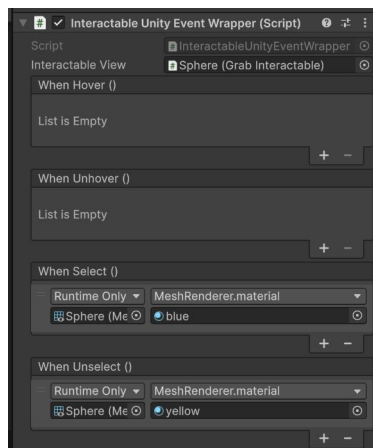 # Interactable Unity Event Wrapper (Script)
Script # InteractableUnityEventWrapper
Interactable View # Sphere (Grab Interactable)
When Hover ()
List is Empty
+ −
When Unhover ()
List is Empty
+ −
When Select ()
Runtime Only MeshRenderer.material
Sphere (Me blue
+ −
When Unselect ()
Runtime Only MeshRenderer.material
Sphere (Me yellow
+ −